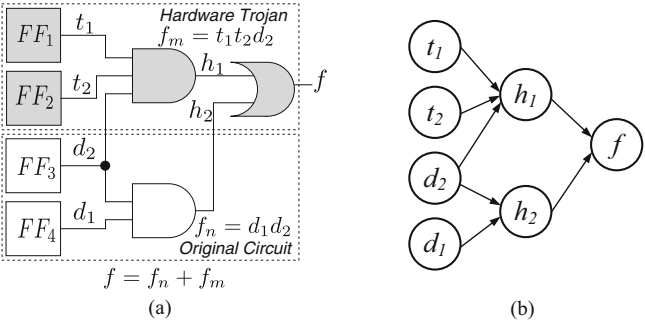 Hardware Trojan
FF₁
t₁
fₘ = t₁t₂d₂
FF₂
t₂
h₁
f
h₂
FF₃
d₂
FF₄
d₁
fₙ = d₁d₂
Original Circuit
f = fₙ + fₘ
(a)
t₁
t₂
d₂
d₁
h₁
h₂
f
(b)